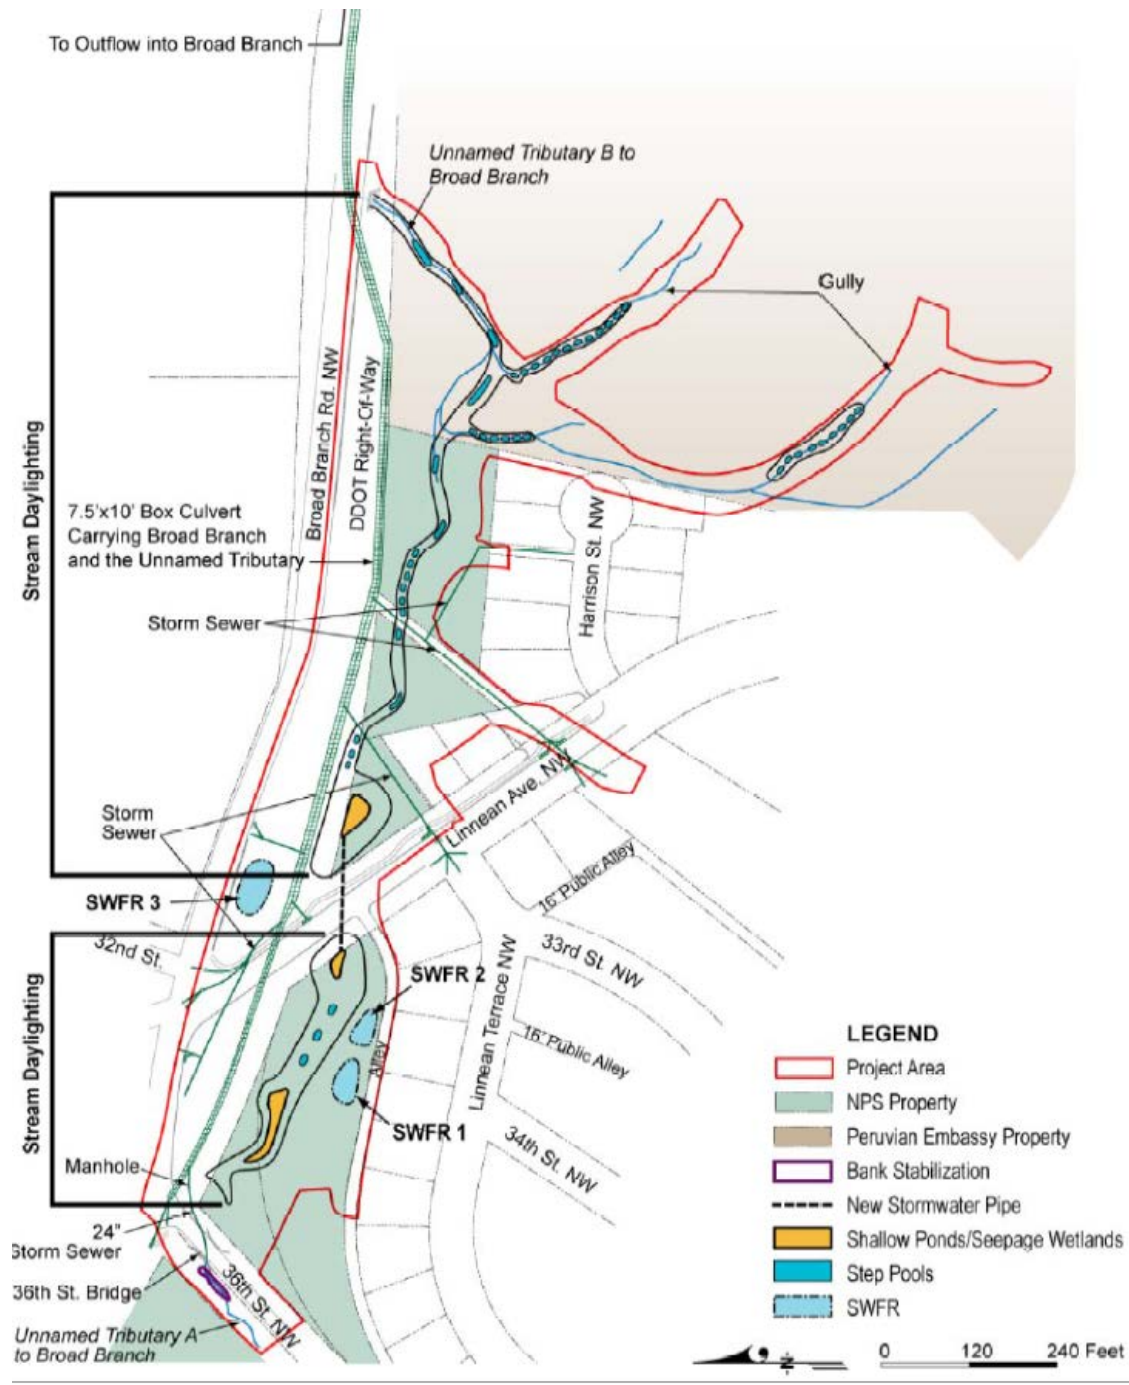 To Outflow into Broad Branch
Unnamed Tributary B to
Broad Branch
Gully
Stream Daylighting
Broad Branch Rd. NW
DDOT Right-Of-Way
7.5'x10' Box Culvert
Carrying Broad Branch
and the Unnamed Tributary
Harrison St. NW
Storm Sewer
Linnean Ave. NW
Storm
Sewer
16' Public Alley
SWFR 3
32nd St.
33rd St. NW
SWFR 2
Stream Daylighting
Linnean Terrace NW
16' Public Alley
Alley
SWFR 1
34th St. NW
Manhole
24"
Storm Sewer
36th St. Bridge
36th St. NW
Unnamed Tributary A
to Broad Branch
LEGEND
Project Area
NPS Property
Peruvian Embassy Property
Bank Stabilization
New Stormwater Pipe
Shallow Ponds/Seepage Wetlands
Step Pools
SWFR
N
0 120 240 Feet